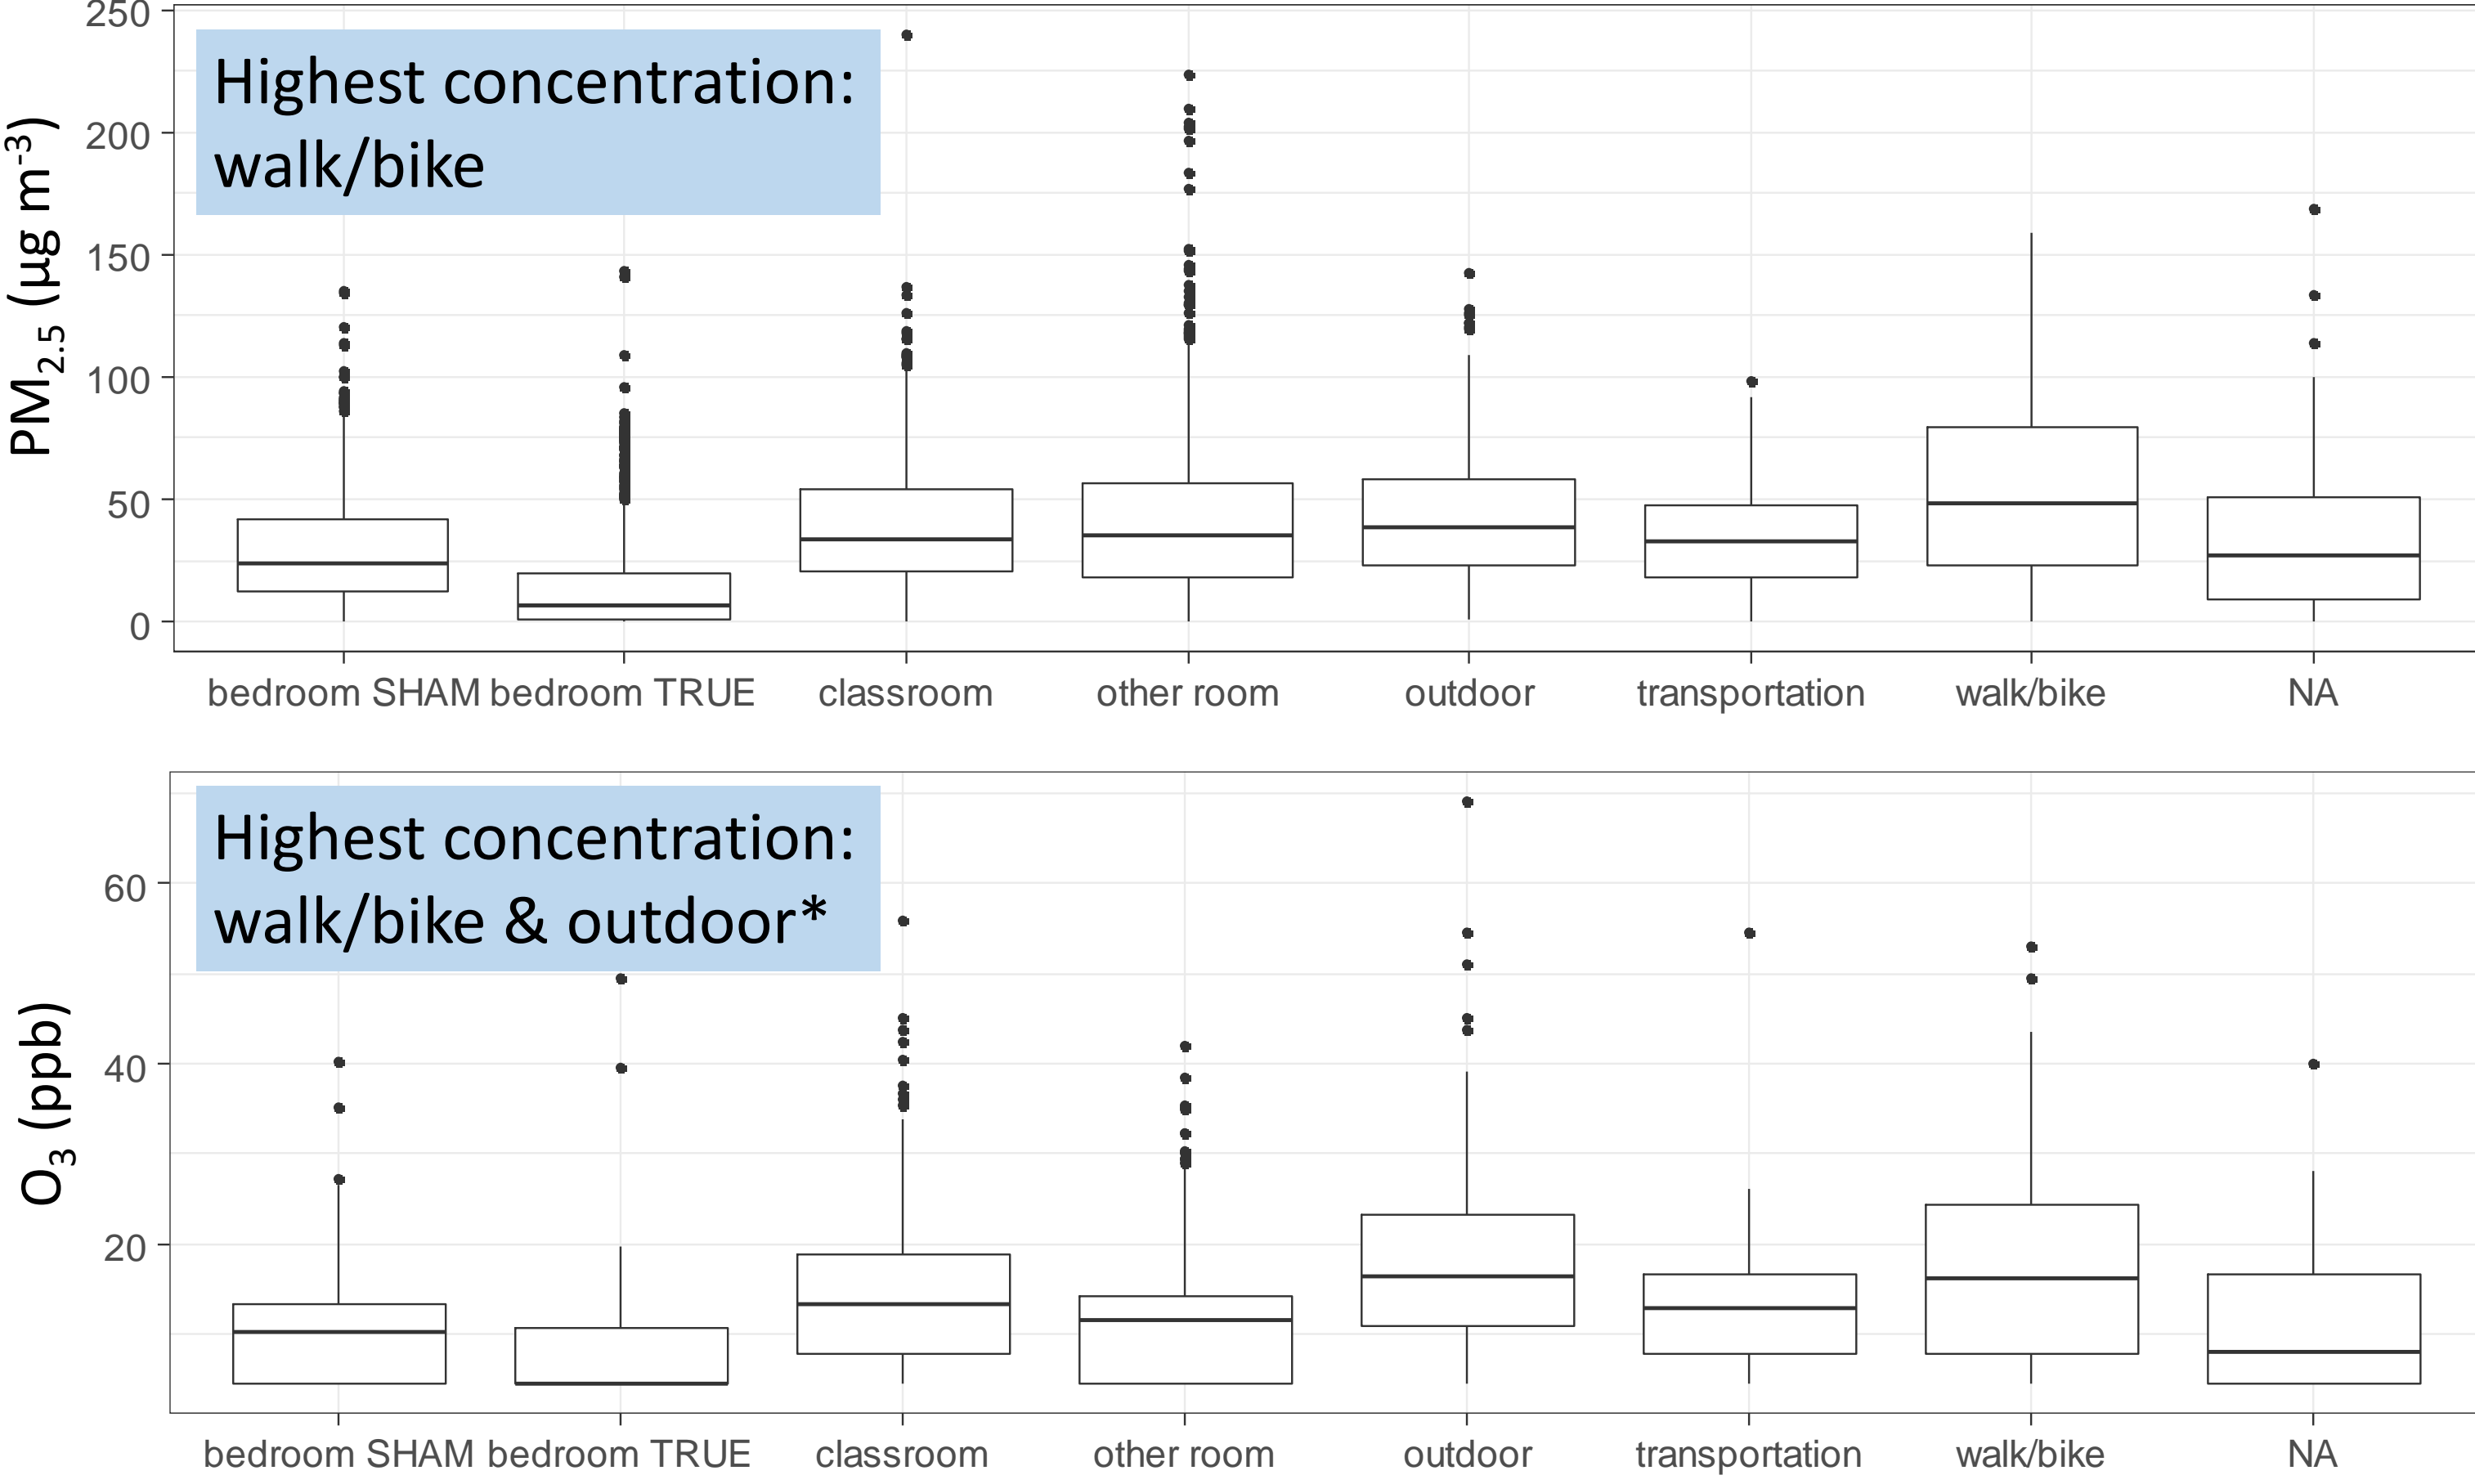 250
200
150
100
50
0
PM2.5 (µg m-3)
Highest concentration:
walk/bike
bedroom SHAM bedroom TRUE classroom other room outdoor transportation walk/bike NA
60
40
20
O3 (ppb)
Highest concentration:
walk/bike & outdoor*
bedroom SHAM bedroom TRUE classroom other room outdoor transportation walk/bike NA